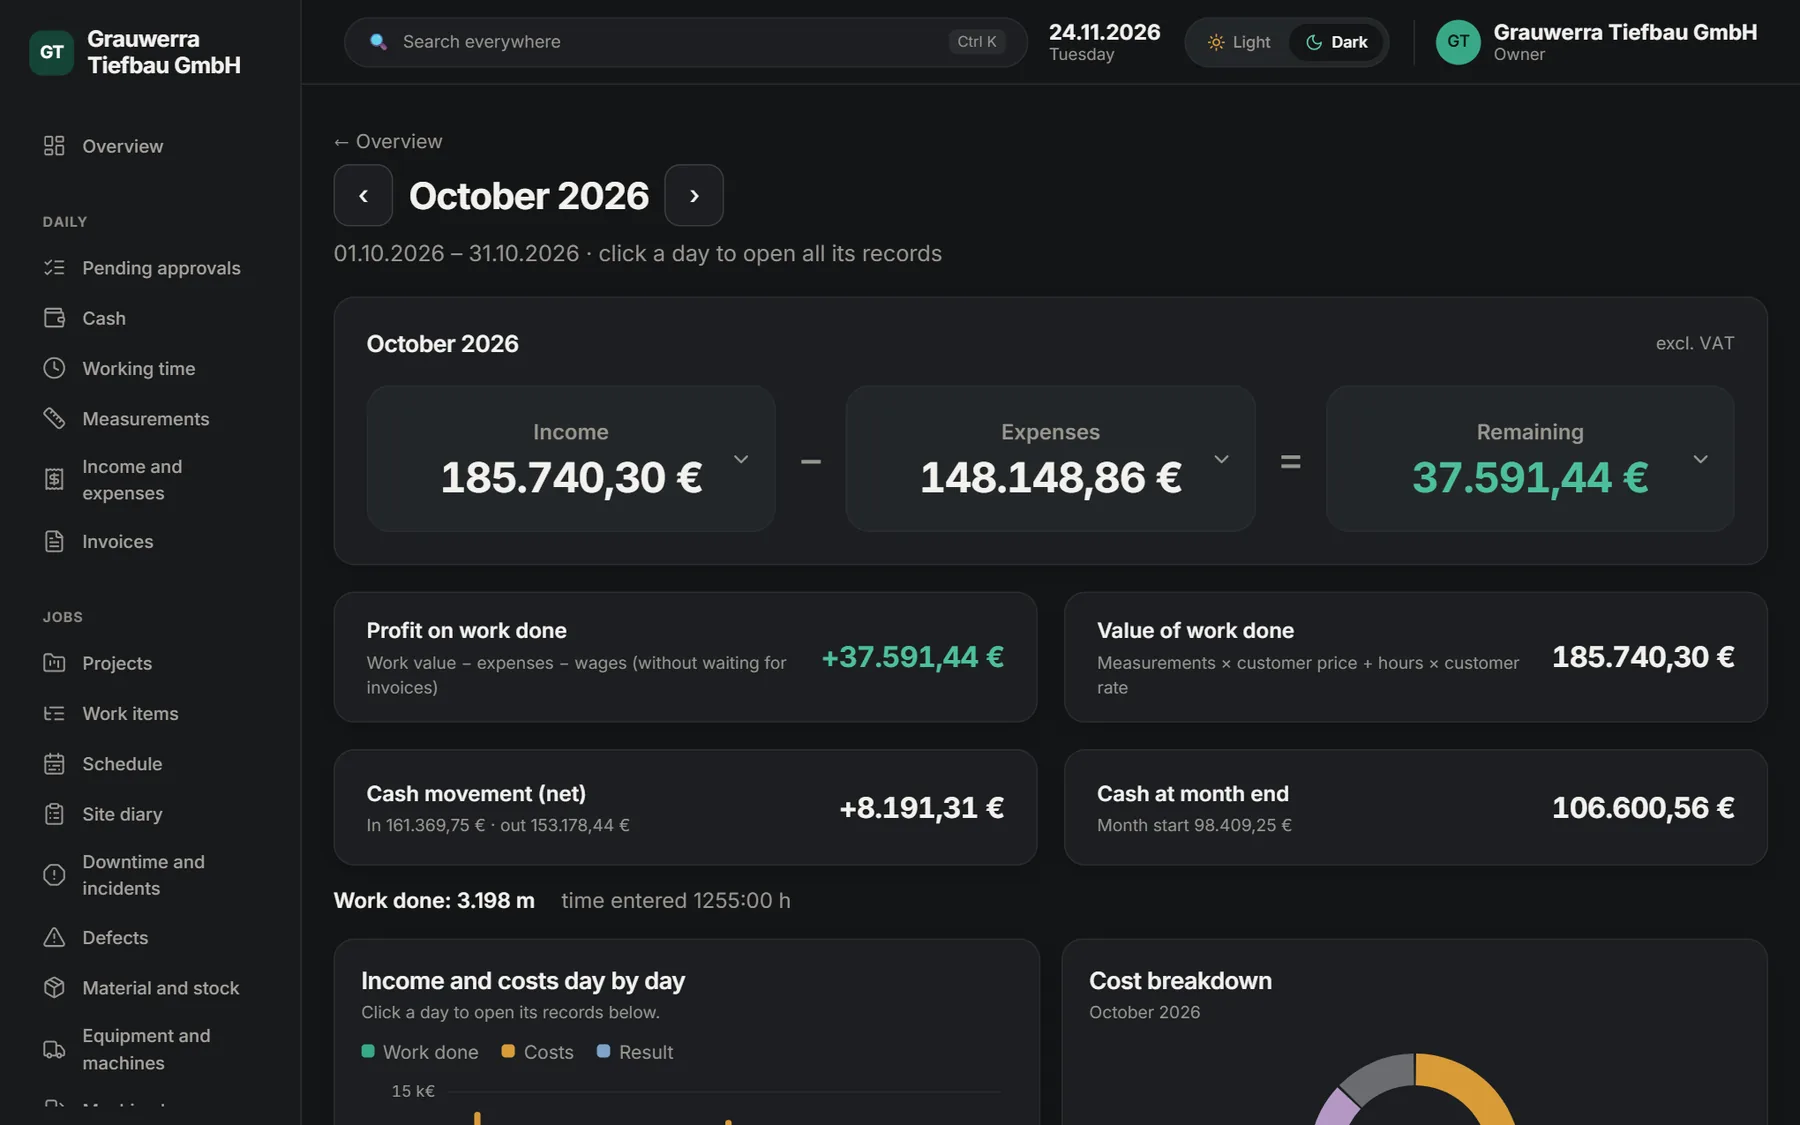 GT
Grauwerra
Tiefbau GmbH
Search everywhere
Ctrl K
24.11.2026
Tuesday
Light
Dark
GT
Grauwerra Tiefbau GmbH
Owner
Overview
DAILY
Pending approvals
Cash
Working time
Measurements
Income and
expenses
Invoices
JOBS
Projects
Work items
Schedule
Site diary
Downtime and
incidents
Defects
Material and stock
Equipment and
machines
← Overview
‹ October 2026 ›
01.10.2026 – 31.10.2026 · click a day to open all its records
October 2026
excl. VAT
Income
185.740,30 €
–
Expenses
148.148,86 €
=
Remaining
37.591,44 €
Profit on work done
Work value – expenses – wages (without waiting for
invoices)
+37.591,44 €
Value of work done
Measurements × customer price + hours × customer
rate
185.740,30 €
Cash movement (net)
In 161.369,75 € · out 153.178,44 €
+8.191,31 €
Cash at month end
Month start 98.409,25 €
106.600,56 €
Work done: 3.198 m time entered 1255:00 h
Income and costs day by day
Click a day to open its records below.
Work done Costs Result
15 k€
Cost breakdown
October 2026